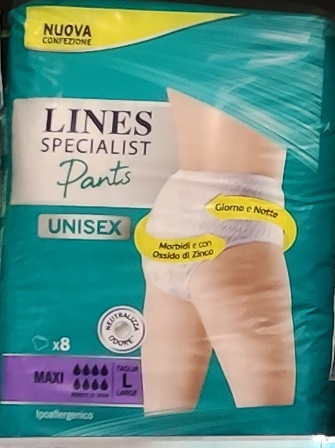 NUOVA
CONFEZIONE
LINES
SPECIALIST
Pants
UNISEX
Giorno e Notte
Morbidi e con
Ossido di Zinco
NEUTRALIZZA
ODORE
x8
MAXI
TAGLIA
L
LARGE
Ipoallergenico